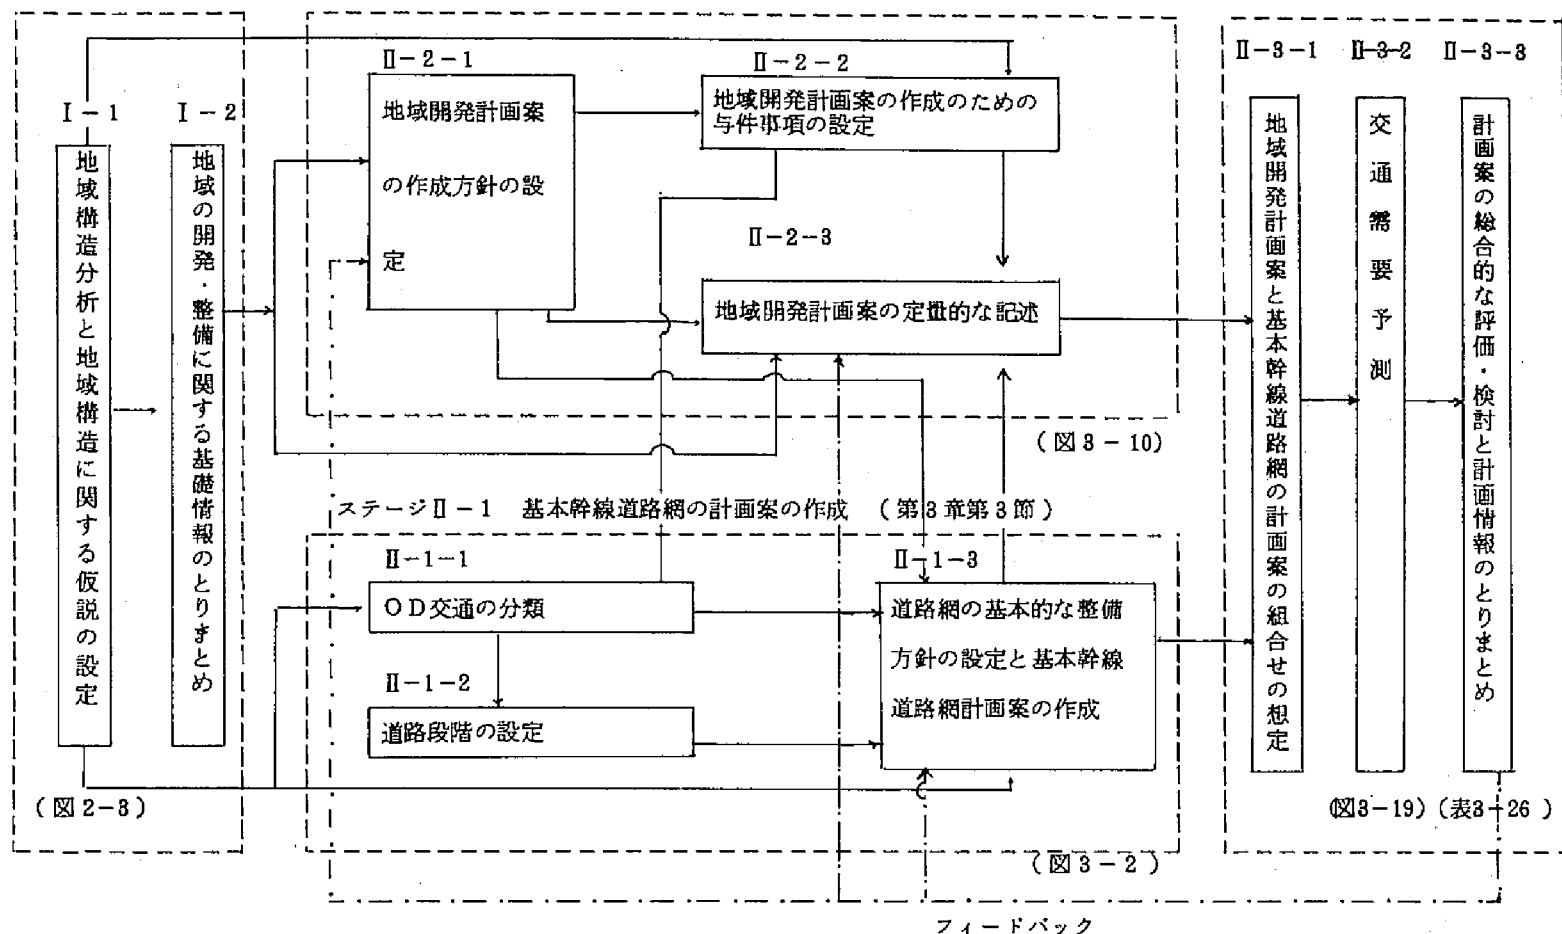 Ⅰ-1
地域構造分析と地域構造に関する仮説の設定
Ⅰ-2
地域の開発・整備に関する基礎情報のとりまとめ
(図2-3)
Ⅱ-2-1
地域開発計画案
の作成方針の設
定
Ⅱ-2-2
地域開発計画案の作成のための
与件事項の設定
Ⅱ-2-3
地域開発計画案の定量的な記述
(図3-10)
ステージⅡ-1 基本幹線道路網の計画案の作成 (第3章第3節)
Ⅱ-1-1
OD交通の分類
Ⅱ-1-2
道路段階の設定
Ⅱ-1-3
道路網の基本的な整備
方針の設定と基本幹線
道路網計画案の作成
(図3-2)
Ⅱ-3-1
地域開発計画案と基本幹線道路網の計画案の組合せの想定
Ⅱ-3-2
交通需要予測
(図3-19)
Ⅱ-3-3
計画案の総合的な評価・検討と計画情報のとりまとめ
(表3-26)
フィードバック